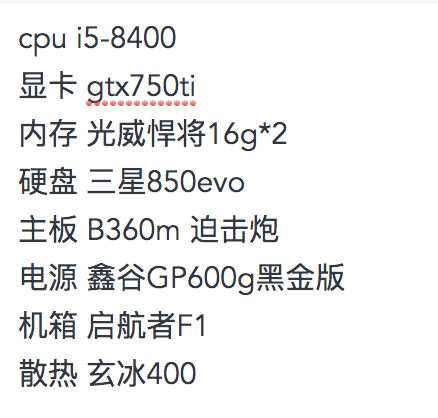 cpu i5-8400
显卡 gtx750ti
内存 光威悍将16g*2
硬盘 三星850evo
主板 B360m 迫击炮
电源 鑫谷GP600g黑金版
机箱 启航者F1
散热 玄冰400